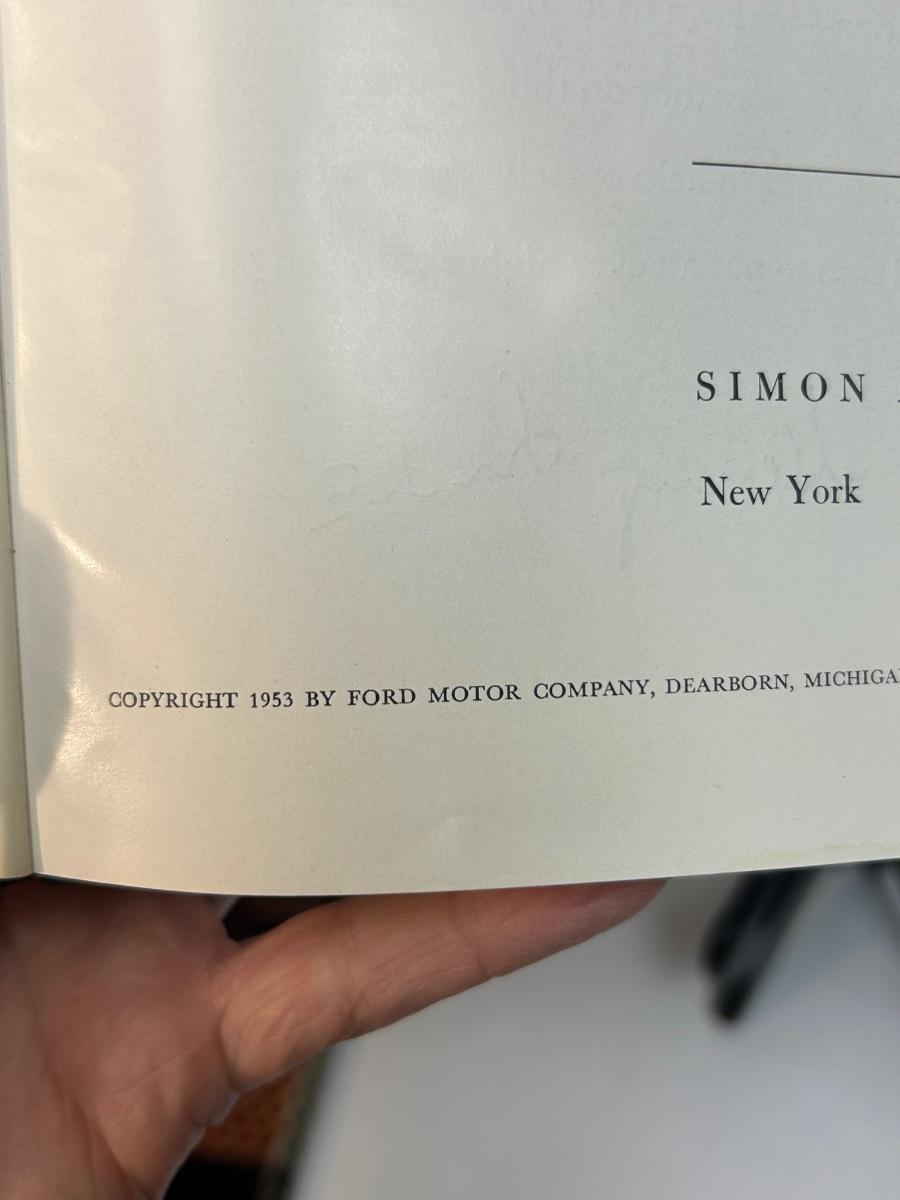 SIMON
New York
COPYRIGHT 1953 BY FORD MOTOR COMPANY, DEARBORN, MICHIGA